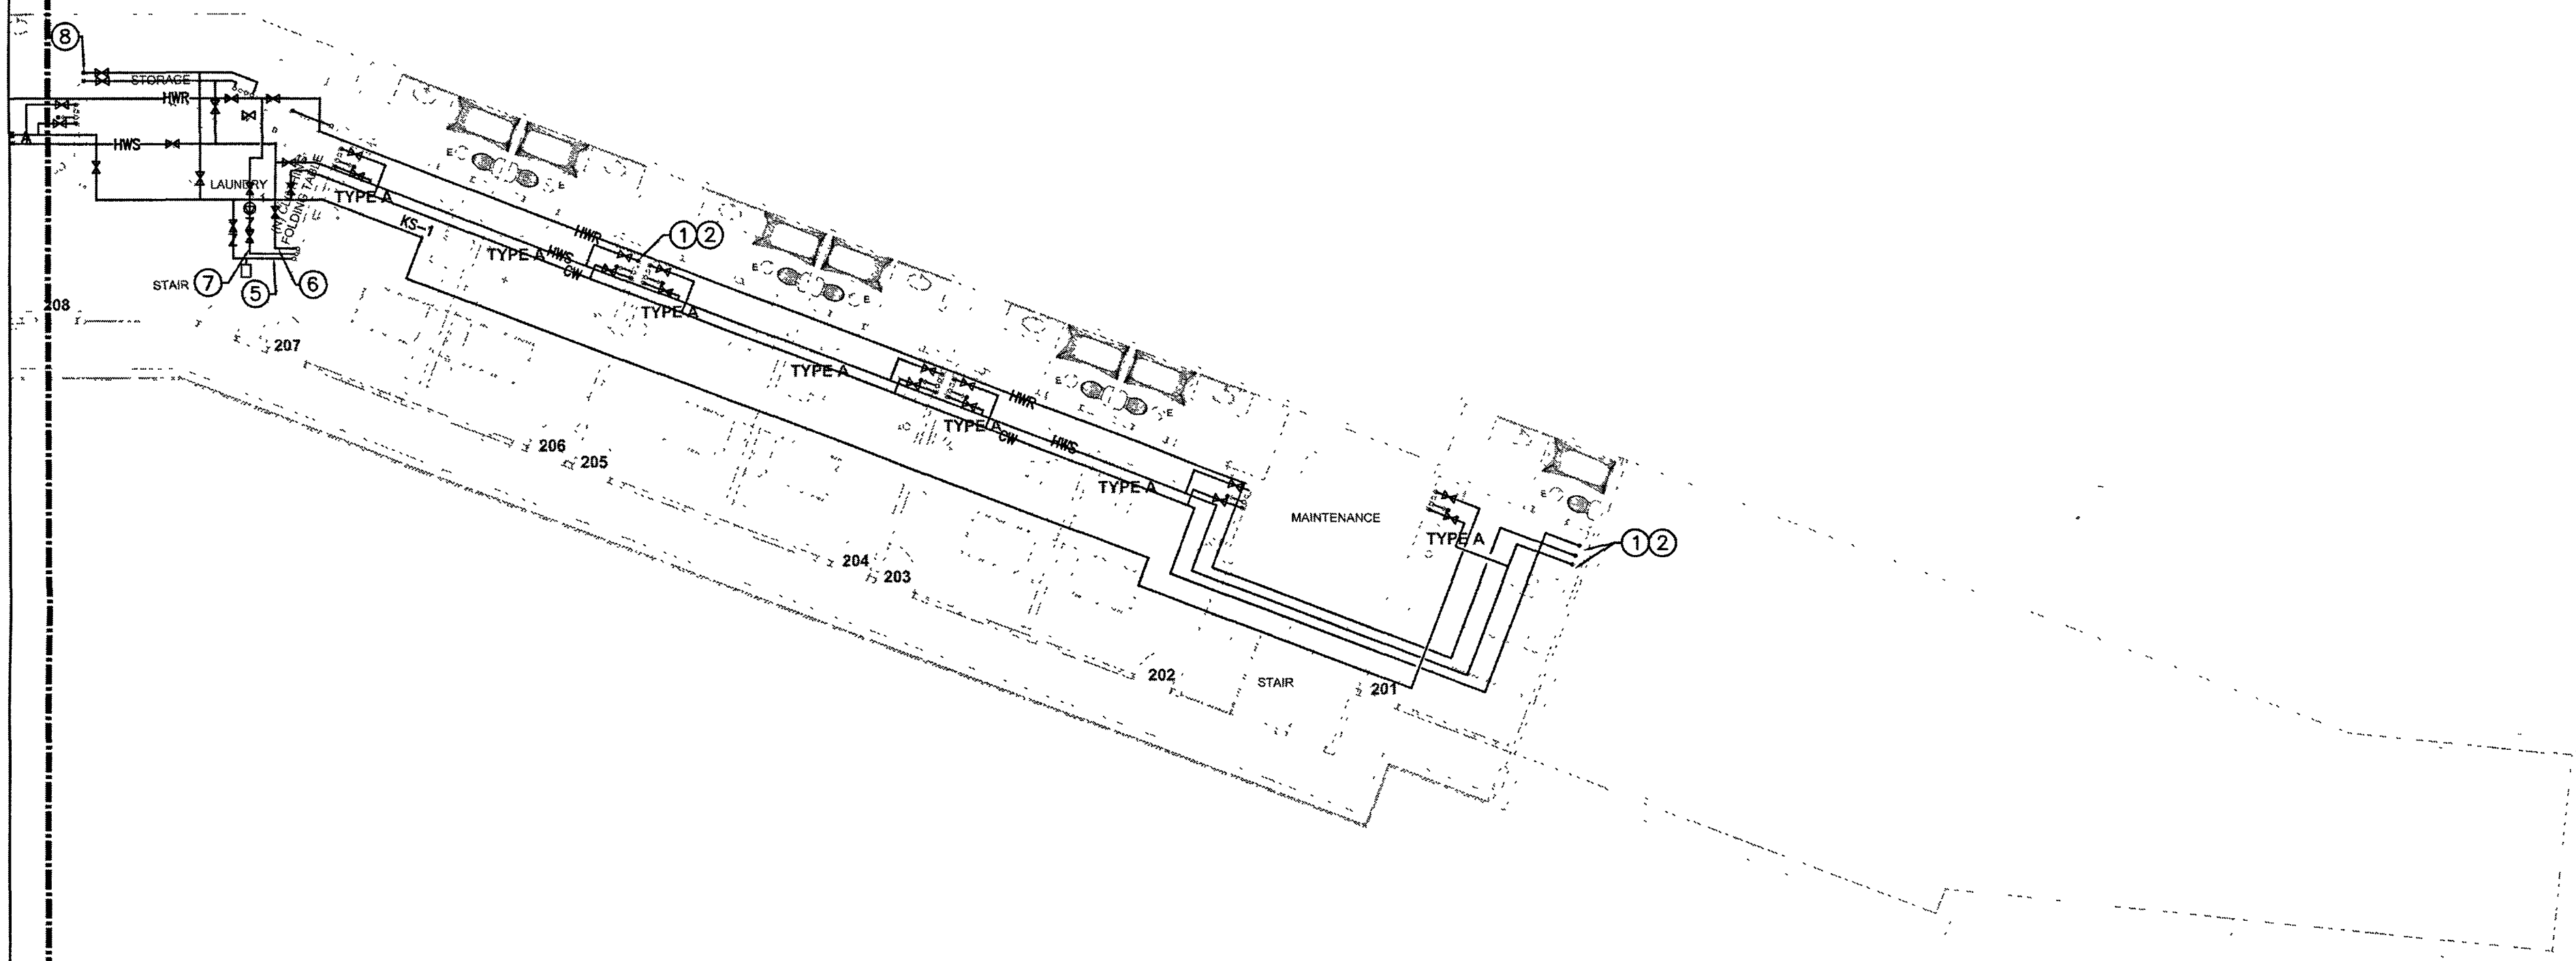 8
STORAGE
HWR
HWS
LAUNDRY
FOLDING TABLE
TYPE A
KS-1
HWR
1 2
TYPE A
HWS
CW
7
5
6
STAIR
208
TYPE A
207
E
E
E
E
TYPE A
HWR
E
E
206
205
TYPE A
CW
HWS
TYPE A
E
MAINTENANCE
TYPE A
1 2
204
203
202
STAIR
201